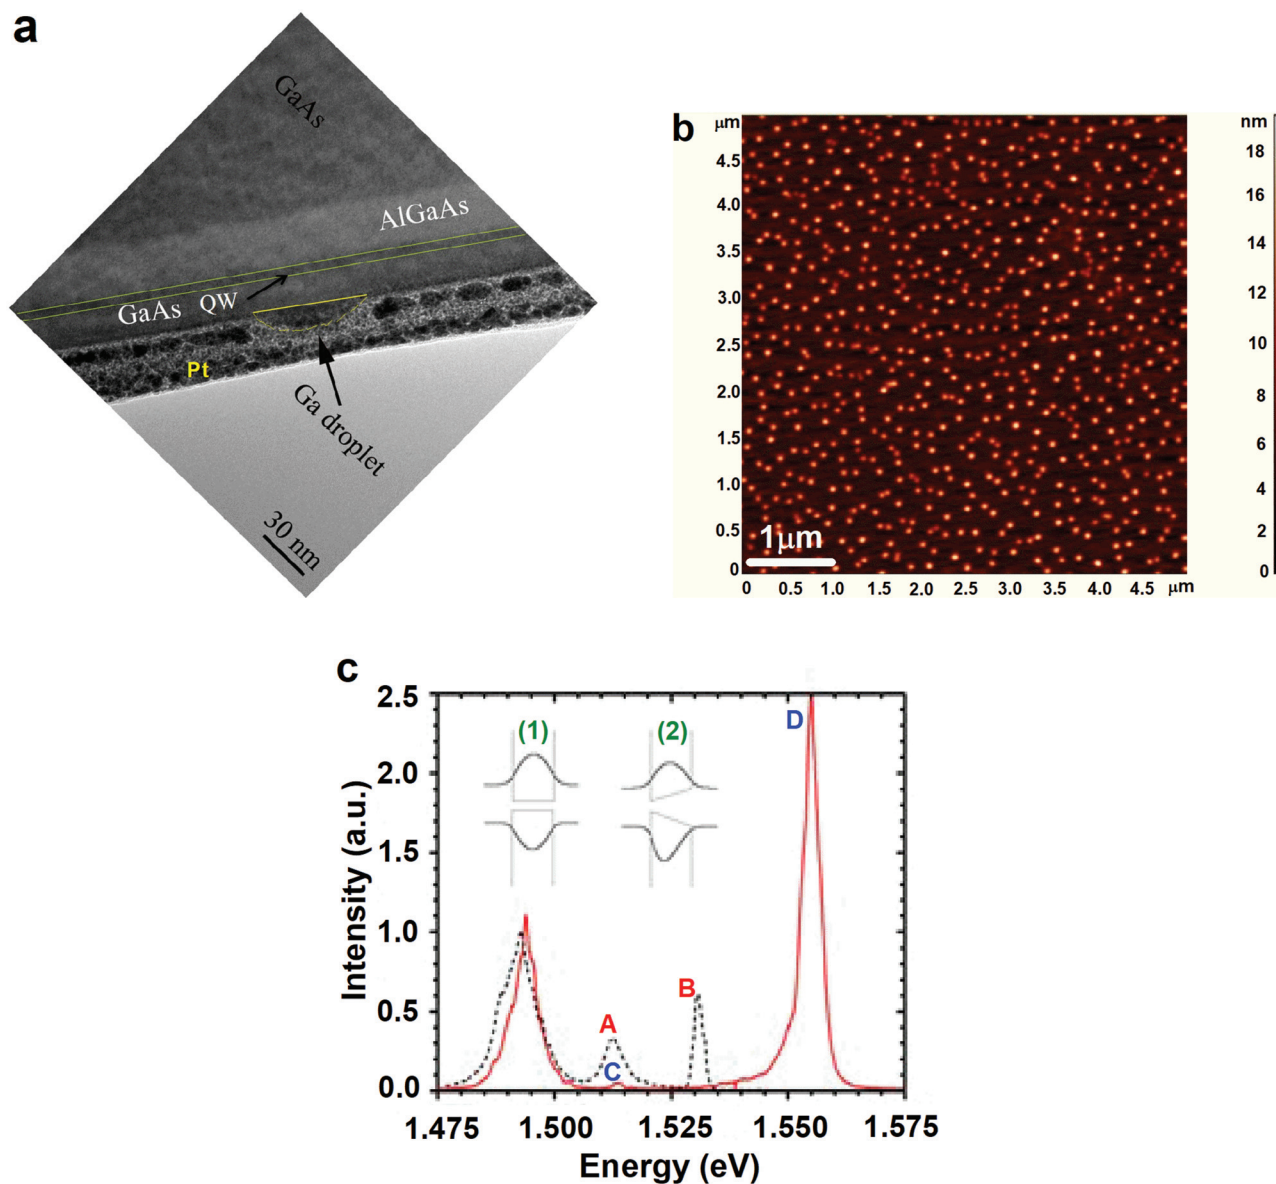 a
GaAs
AlGaAs
GaAs QW
Pt
Ga droplet
30 nm
b
μm
4.5
4.0
3.5
3.0
2.5
2.0
1.5
1.0
0.5
0
1μm
0 0.5 1.0 1.5 2.0 2.5 3.0 3.5 4.0 4.5 μm
nm
18
16
14
12
10
8
6
4
2
0
c
2.5
2.0
1.5
1.0
0.5
0.0
Intensity (a.u.)
(1) (2)
D
B
A
C
1.475 1.500 1.525 1.550 1.575
Energy (eV)